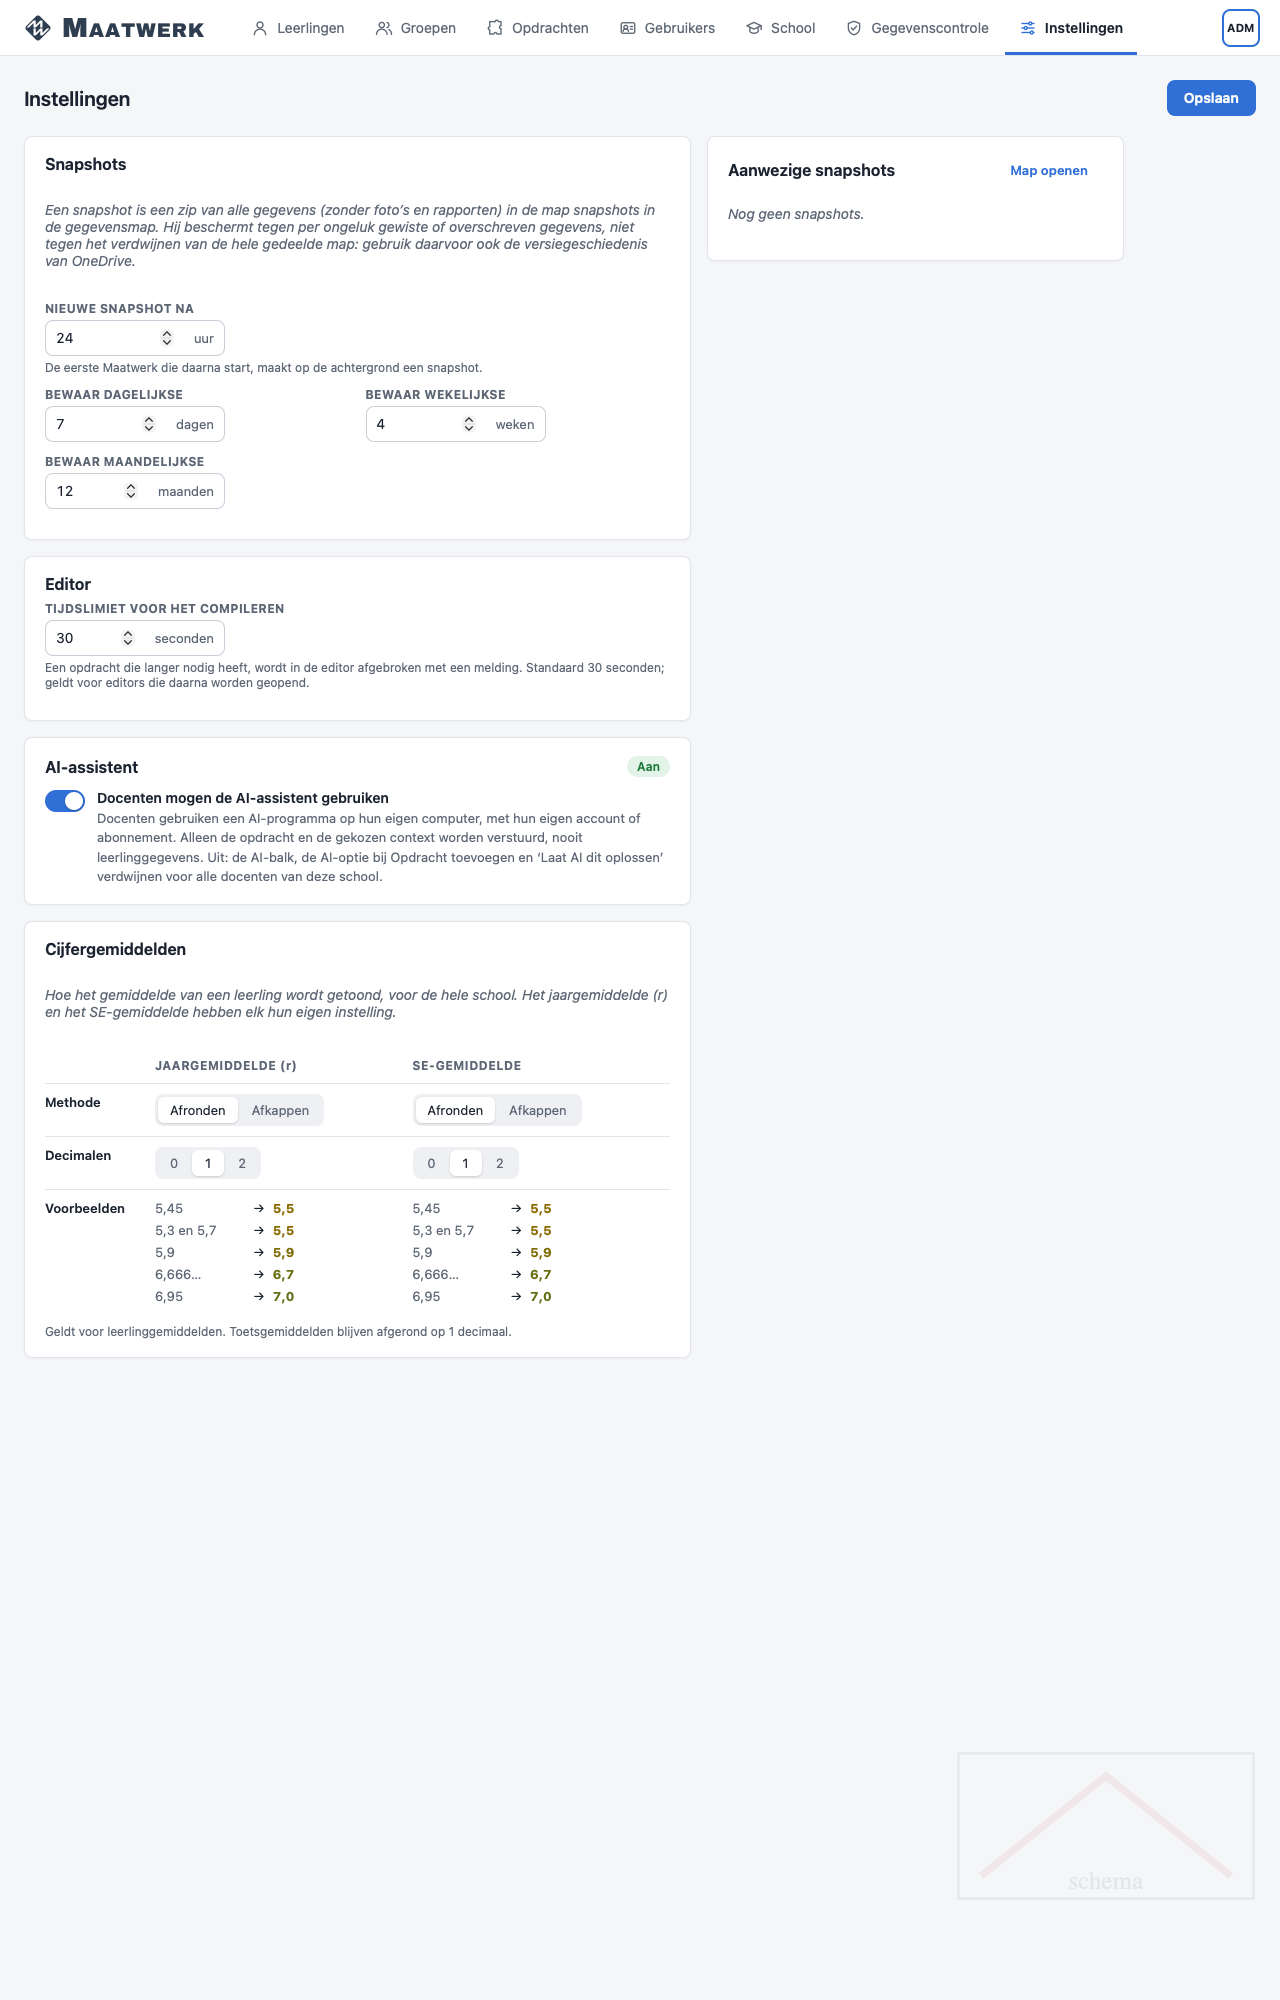 MAATWERK
Leerlingen
Groepen
Opdrachten
Gebruikers
School
Gegevenscontrole
Instellingen
ADM
Instellingen
Opslaan
Snapshots
Een snapshot is een zip van alle gegevens (zonder foto’s en rapporten) in de map snapshots in
de gegevensmap. Hij beschermt tegen per ongeluk gewiste of overschreven gegevens, niet
tegen het verdwijnen van de hele gedeelde map: gebruik daarvoor ook de versiegeschiedenis
van OneDrive.
NIEUWE SNAPSHOT NA
24 uur
De eerste Maatwerk die daarna start, maakt op de achtergrond een snapshot.
BEWAAR DAGELIJKSE
7 dagen
BEWAAR WEKELIJKSE
4 weken
BEWAAR MAANDELIJKSE
12 maanden
Aanwezige snapshots
Map openen
Nog geen snapshots.
Editor
TIJDSLIMIET VOOR HET COMPILEREN
30 seconden
Een opdracht die langer nodig heeft, wordt in de editor afgebroken met een melding. Standaard 30 seconden;
geldt voor editors die daarna worden geopend.
AI-assistent
Aan
Docenten mogen de AI-assistent gebruiken
Docenten gebruiken een AI-programma op hun eigen computer, met hun eigen account of
abonnement. Alleen de opdracht en de gekozen context worden verstuurd, nooit
leerlinggegevens. Uit: de AI-balk, de AI-optie bij Opdracht toevoegen en ‘Laat AI dit oplossen’
verdwijnen voor alle docenten van deze school.
Cijfergemiddelden
Hoe het gemiddelde van een leerling wordt getoond, voor de hele school. Het jaargemiddelde (r)
en het SE-gemiddelde hebben elk hun eigen instelling.
JAARGEMIDDELDE (r) SE-GEMIDDELDE
Methode Afronden Afkappen Afronden Afkappen
Decimalen 0 1 2 0 1 2
Voorbeelden 5,45 → 5,5 5,45 → 5,5
5,3 en 5,7 → 5,5 5,3 en 5,7 → 5,5
5,9 → 5,9 5,9 → 5,9
6,666... → 6,7 6,666... → 6,7
6,95 → 7,0 6,95 → 7,0
Geldt voor leerlinggemiddelden. Toetsgemiddelden blijven afgerond op 1 decimaal.
schema